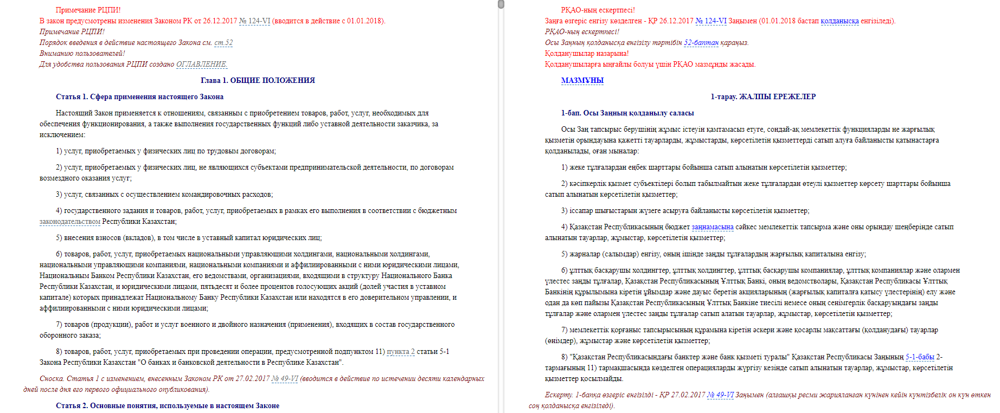 Примечание РЦПИ!
В закон предусмотрены изменения Законом РК от 26.12.2017 № 124-VI (вводится в действие с 01.01.2018).
Примечание РЦПИ!
Порядок введения в действие настоящего Закона см. ст.52
Вниманию пользователей!
Для удобства пользования РЦПИ создано ОГЛАВЛЕНИЕ.
Глава 1. ОБЩИЕ ПОЛОЖЕНИЯ
Статья 1. Сфера применения настоящего Закона
Настоящий Закон применяется к отношениям, связанным с приобретением товаров, работ, услуг, необходимых для
обеспечения функционирования, а также выполнения государственных функций либо уставной деятельности заказчика, за
исключением:
1) услуг, приобретаемых у физических лиц по трудовым договорам;
2) услуг, приобретаемых у физических лиц, не являющихся субъектами предпринимательской деятельности, по договорам
возмездного оказания услуг;
3) услуг, связанных с осуществлением командировочных расходов;
4) государственного задания и товаров, работ, услуг, приобретаемых в рамках его выполнения в соответствии с бюджетным
законодательством Республики Казахстан;
5) внесения взносов (вкладов), в том числе в уставный капитал юридических лиц;
6) товаров, работ, услуг, приобретаемых национальными управляющими холдингами, национальными холдингами,
национальными управляющими компаниями, национальными компаниями и аффилиированными с ними юридическими лицами,
Национальным Банком Республики Казахстан, его ведомствами, организациями, входящими в структуру Национального Банка
Республики Казахстан, и юридическими лицами, пятьдесят и более процентов голосующих акций (долей участия в уставном
капитале) которых принадлежат Национальному Банку Республики Казахстан или находятся в его доверительном управлении, и
аффилиированными с ними юридическими лицами;
7) товаров (продукции), работ и услуг военного и двойного назначения (применения), входящих в состав государственного
оборонного заказа;
8) товаров, работ, услуг, приобретаемых при проведении операции, предусмотренной подпунктом 11) пункта 2 статьи 5-1
Закона Республики Казахстан "О банках и банковской деятельности в Республике Казахстан".
Сноска. Статья 1 с изменением, внесенным Законом РК от 27.02.2017 № 49-VI (вводится в действие по истечении десяти календарных
дней после дня его первого официального опубликования).
Статья 2. Основные понятия, используемые в настоящем Законе
РҚАО-ның ескертпесі!
Заңға өзгеріс енгізу көзделген - ҚР 26.12.2017 № 124-VI Заңымен (01.01.2018 бастап қолданысқа енгізіледі).
РҚАО-ның ескертпесі!
Осы Заңның қолданысқа енгізілу тәртібін 52-баптан қараңыз.
Қолданушылар назарына!
Қолданушыларға ыңғайлы болуы үшін РҚАО мазмұнды жасады.
МАЗМҰНЫ
1-тарау. ЖАЛПЫ ЕРЕЖЕЛЕР
1-бап. Осы Заңның қолданылу саласы
Осы Заң тапсырыс берушінің жұмыс істеуін қамтамасыз етуге, сондай-ақ мемлекеттік функцияларды не жарғылық
қызметін орындауына қажетті тауарларды, жұмыстарды, көрсетілетін қызметтерді сатып алуға байланысты қатынастарға
қолданылады, оған мыналар:
1) жеке тұлғалардан еңбек шарттары бойынша сатып алынатын көрсетілетін қызметтер;
2) кәсіпкерлік қызмет субъектілері болып табылмайтын жеке тұлғалардан өтеулі қызметтер көрсету шарттары бойынша
сатып алынатын көрсетілетін қызметтер;
3) іссапар шығыстарын жүзеге асыруға байланысты көрсетілетін қызметтер;
4) Қазақстан Республикасының бюджет заңнамасына сәйкес мемлекеттік тапсырма және оны орындау шеңберінде сатып
алынатын тауарлар, жұмыстар, көрсетілетін қызметтер;
5) жарналар (салымдар) енгізу, оның ішінде заңды тұлғалардың жарғылық капиталына енгізу;
6) ұлттық басқарушы холдингтер, ұлттық холдингтер, ұлттық басқарушы компаниялар, ұлттық компаниялар және олармен
үлестес заңды тұлғалар, Қазақстан Республикасының Ұлттық Банкі, оның ведомстволары, Қазақстан Республикасы Ұлттық
Банкінің құрылымына кіретін ұйымдар және дауыс беретін акцияларының (жарғылық капиталға қатысу үлестерінің) елу және
одан да көп пайызы Қазақстан Республикасының Ұлттық Банкіне тиесілі немесе оның сенімгерлік басқаруындағы заңды
тұлғалар және олармен үлестес заңды тұлғалар сатып алатын тауарлар, жұмыстар, көрсетілетін қызметтер;
7) мемлекеттік қорғаныс тапсырысының құрамына кіретін әскери және қосарлы мақсаттағы (қолданудағы) тауарлар
(өнімдер), жұмыстар және көрсетілетін қызметтер;
8) "Қазақстан Республикасындағы банктер және банк қызметі туралы" Қазақстан Республикасы Заңының 5-1-бабы 2-
тармағының 11) тармақшасында көзделген операцияларды жүргізу кезінде сатып алынатын тауарлар, жұмыстар, көрсетілетін
қызметтер қосылмайды.
Ескерту. 1-бапқа өзгеріс енгізілді - ҚР 27.02.2017 № 49-VI Заңымен (алғашқы ресми жарияланған күнінен кейін күнтізбелік он күн өткен
соң қолданысқа енгізіледі).